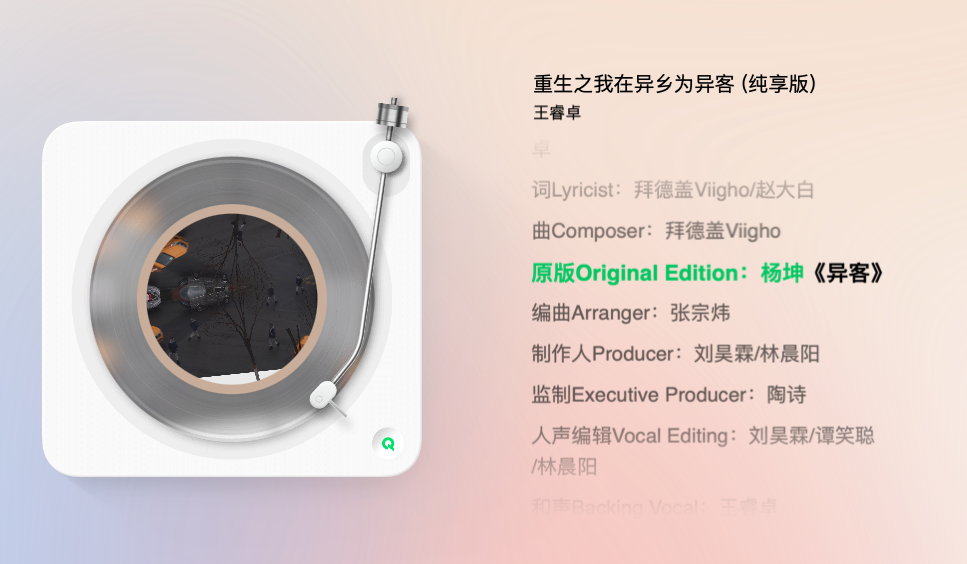 重生之我在异乡为异客 (纯享版)
王睿卓
卓
词Lyricist：拜德盖Viigho/赵大白
曲Composer：拜德盖Viigho
原版Original Edition：杨坤《异客》
编曲Arranger：张宗炜
制作人Producer：刘昊霖/林晨阳
监制Executive Producer：陶诗
人声编辑Vocal Editing：刘昊霖/谭笑聪
/林晨阳
和声Backing Vocal：王睿卓